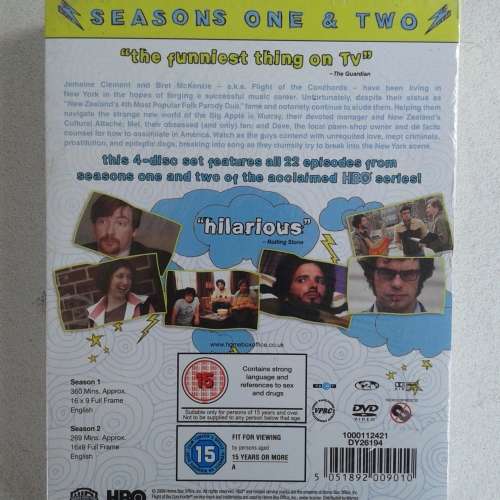 SEASONS ONE & TWO
"the funniest thing on TV"
– The Guardian
Jemaine Clement and Bret McKenzie – a.k.a. Flight of the Conchords – have been living in
New York in the hopes of forging a successful music career. Unfortunately, despite their status as
"New Zealand's 4th Most Popular Folk Parody Duo," fame and notoriety continue to elude them. Helping them
navigate the strange new world of the Big Apple is Murray, their devoted manager and New Zealand's
Cultural Attaché; Mel, their obsessed (and only) fan; and Dave, the local pawn-shop owner and de facto
counsel for how to assimilate in America. Watch as the guys contend with unrequited love, inept criminals,
prostitution, and epileptic dogs, breaking into song as they clumsily try to break into the New York scene.
this 4-disc set features all 22 episodes from
seasons one and two of the acclaimed HBO series!
"hilarious"
– Rolling Stone
www.homeboxoffice.co.uk
Season 1
360 Mins. Approx.
16 x 9 Full Frame
English
Season 2
269 Mins. Approx.
16x9 Full Frame
English
15
Contains strong
language and
references to sex
and drugs
Suitable only for persons of 15 years and over
Not to be supplied to any person below that age
15
FIT FOR VIEWING
by persons aged
15 YEARS OR MORE
A
2
VPRC
DVD
VIDEO
1000112421
DY26194
5 051892 009010
HBO